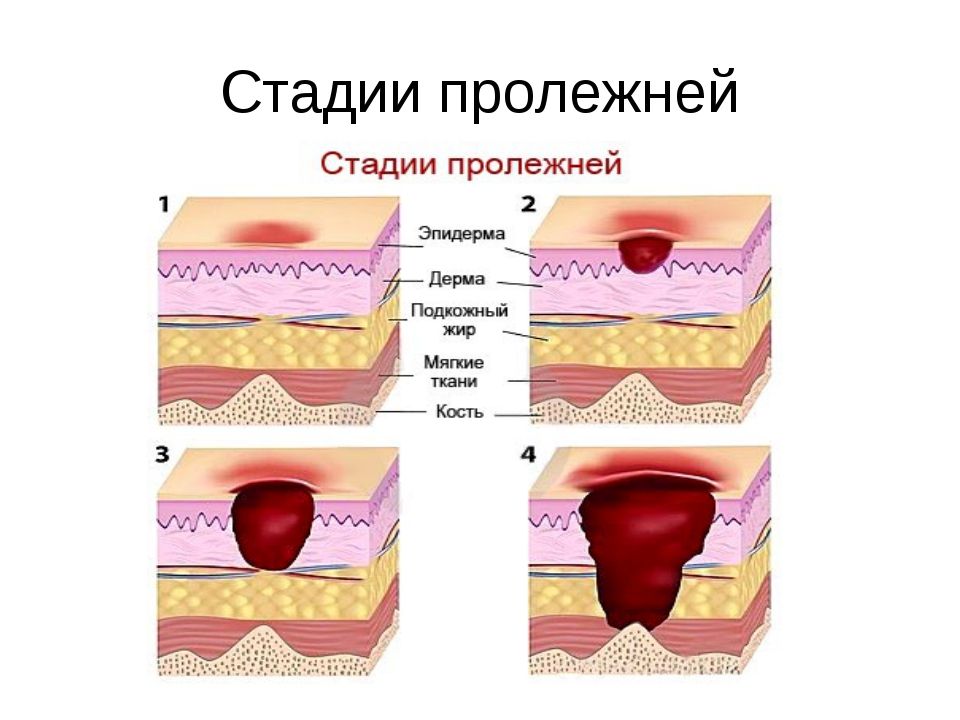 Стадии пролежней
Стадии пролежней
1
2
Эпидерма
Дерма
Подкожный
жир
Мягкие
ткани
Кость
3
4